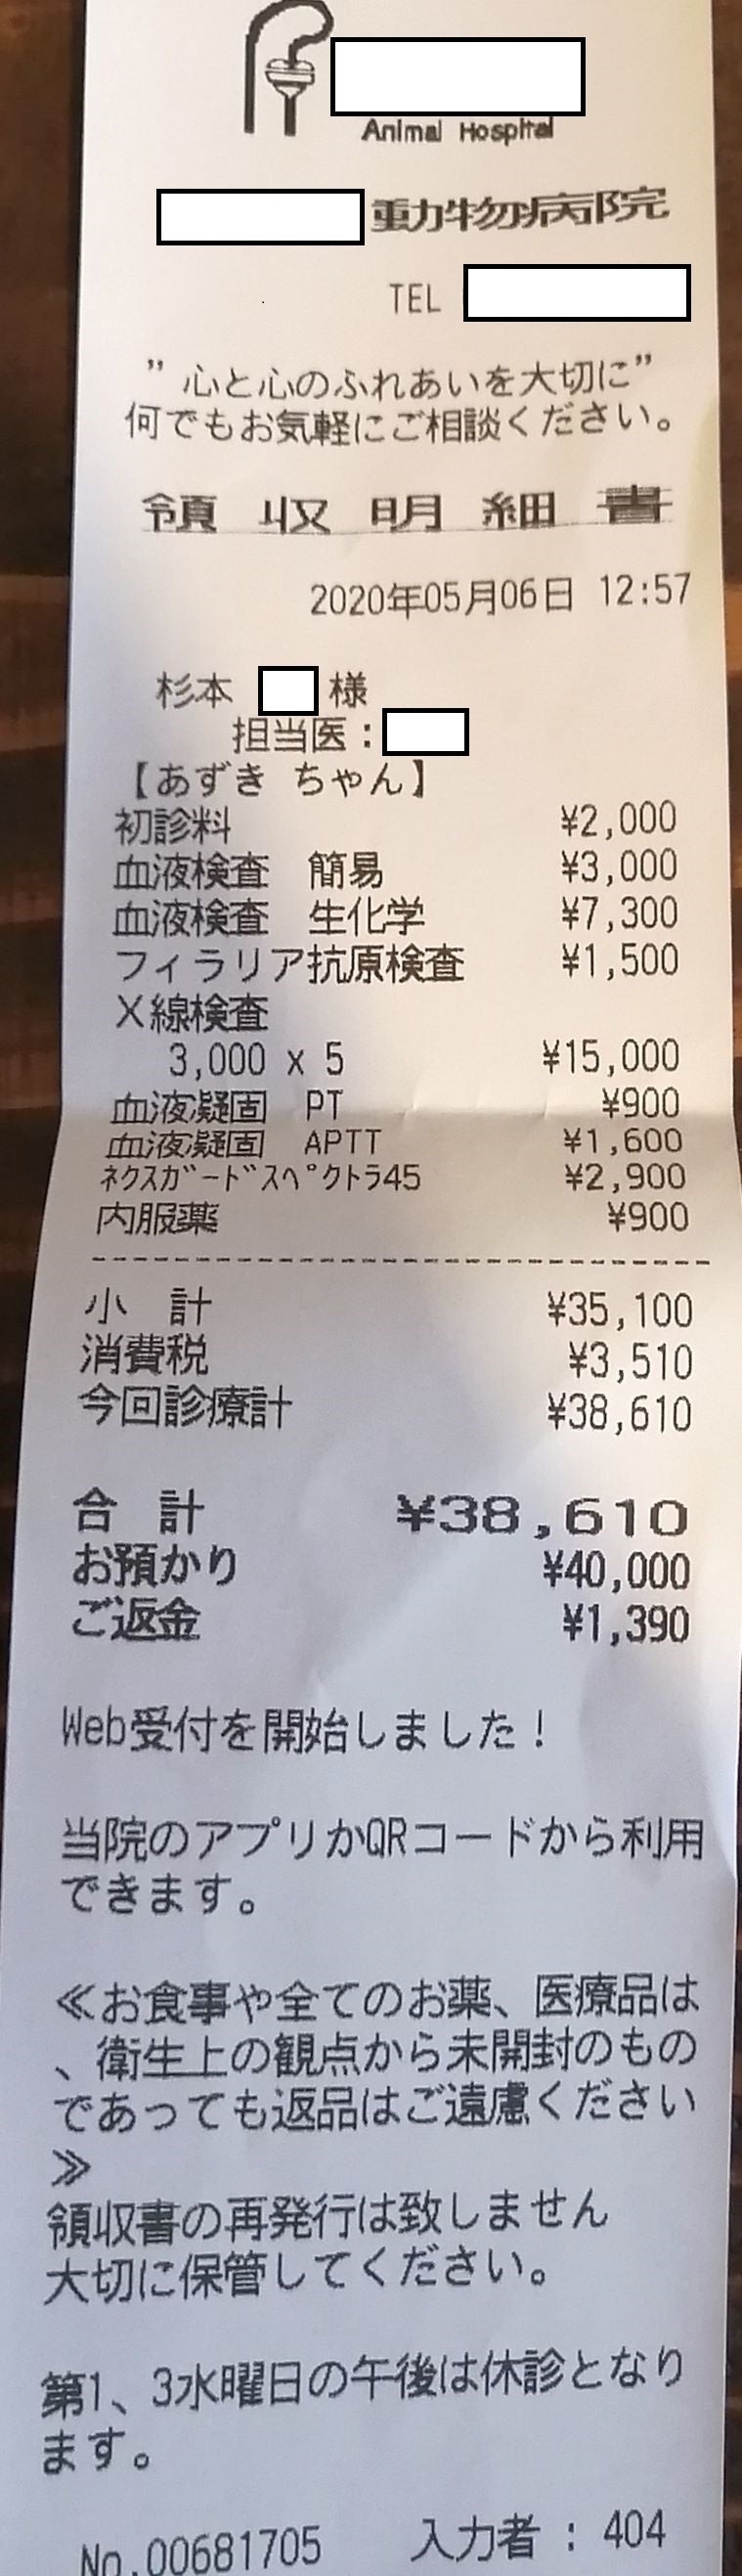 Animal Hospital
動物病院
TEL
” 心と心のふれあいを大切に”
何でもお気軽にご相談ください。
領 収 明 細 書
2020年05月06日 12:57
杉本 様
担当医：
【あずき ちゃん】
初診料 ¥2,000
血液検査 簡易 ¥3,000
血液検査 生化学 ¥7,300
フィラリア抗原検査 ¥1,500
X線検査
3,000 x 5 ¥15,000
血液凝固 PT ¥900
血液凝固 APTT ¥1,600
ﾈｸｽｶﾞｰﾄﾞｽﾍﾟｸﾄﾗ45 ¥2,900
内服薬 ¥900
小 計 ¥35,100
消費税 ¥3,510
今回診療計 ¥38,610
合 計 ¥38,610
お預かり ¥40,000
ご返金 ¥1,390
Web受付を開始しました！
当院のアプリかQRコードから利用
できます。
≪お食事や全てのお薬、医療品は
、衛生上の観点から未開封のもの
であっても返品はご遠慮ください
≫
領収書の再発行は致しません
大切に保管してください。
第1、3水曜日の午後は休診となり
ます。
No.00681705 入力者 : 404